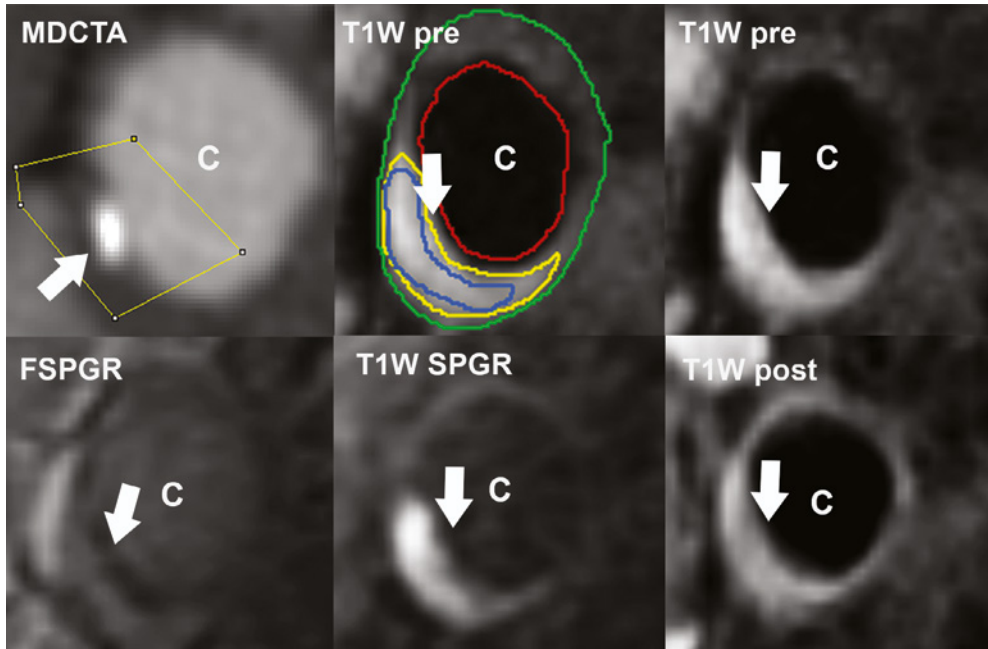 MDCTA
C
T1W pre
C
T1W pre
C
FSPGR
C
T1W SPGR
C
T1W post
C